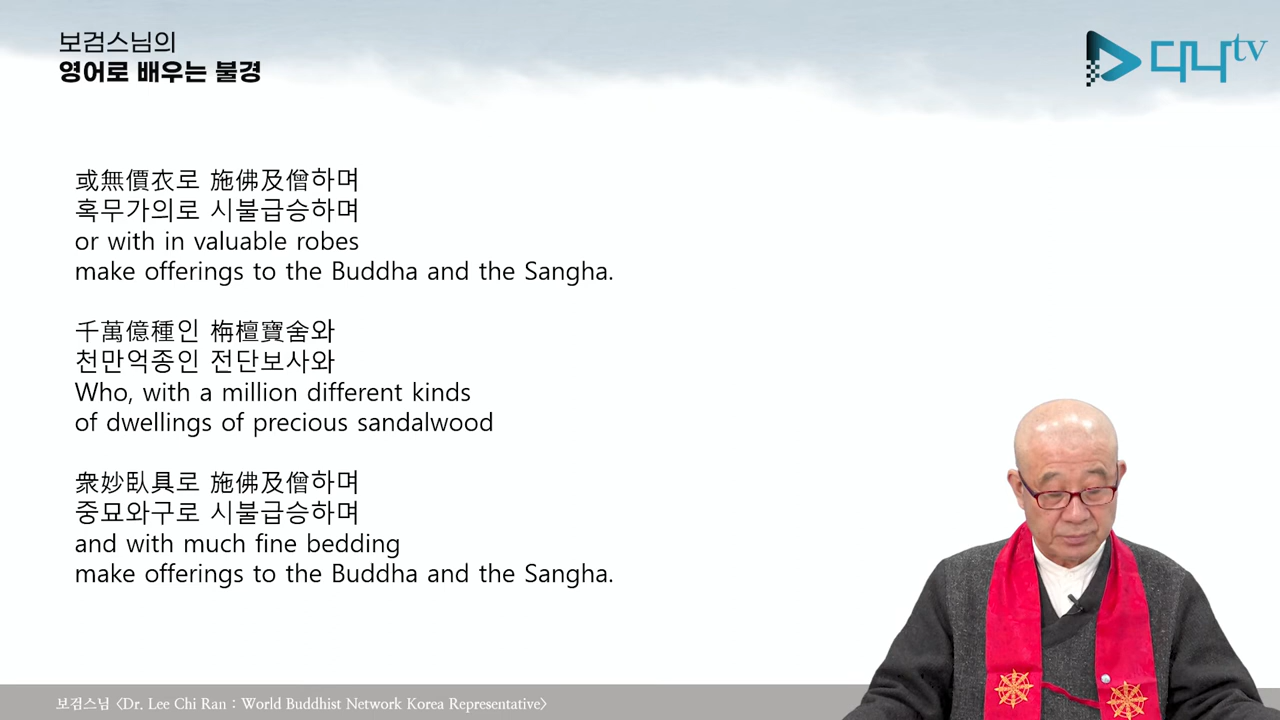 보검스님의
영어로 배우는 불경
다나tv
或無價衣로 施佛及僧하며
혹무가의로 시불급승하며
or with in valuable robes
make offerings to the Buddha and the Sangha.
千萬億種인 栴檀寶舍와
천만억종인 전단보사와
Who, with a million different kinds
of dwellings of precious sandalwood
衆妙臥具로 施佛及僧하며
중묘와구로 시불급승하며
and with much fine bedding
make offerings to the Buddha and the Sangha.
보검스님 〈Dr. Lee Chi Ran : World Buddhist Network Korea Representative〉